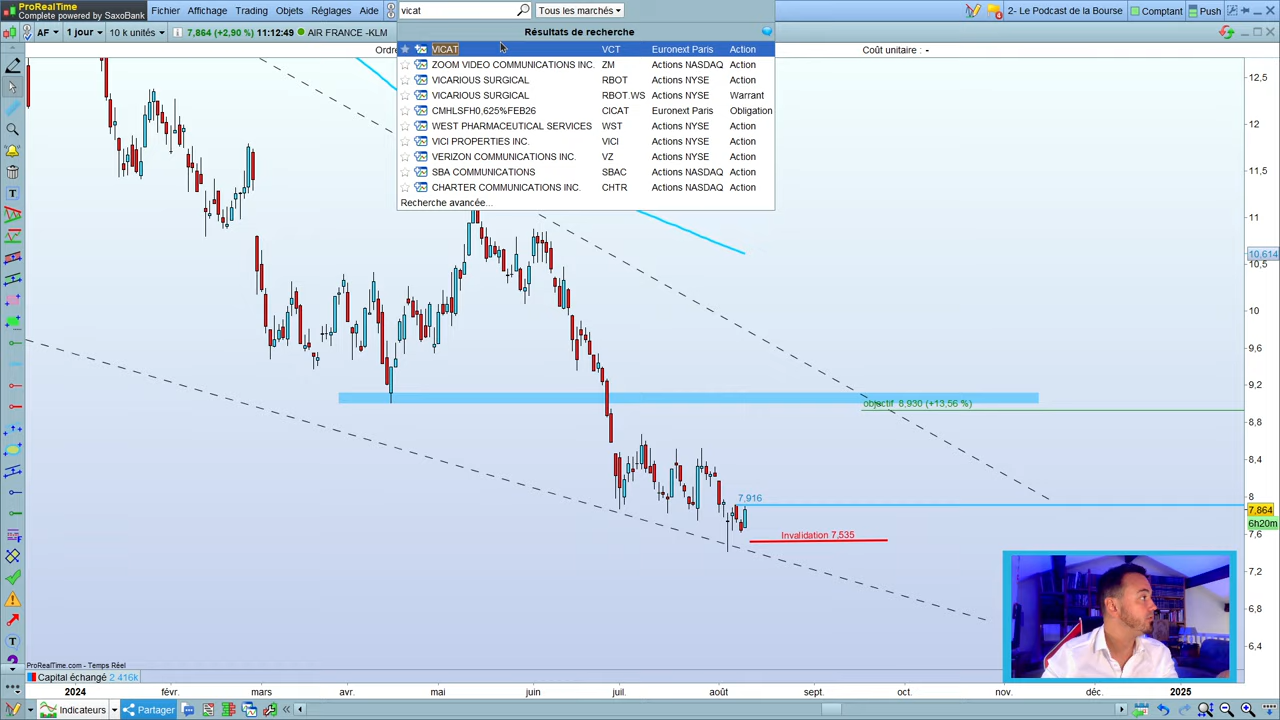 ProRealTime
Complete powered by SaxoBank
Fichier Affichage Trading Objets Réglages Aide
vicat
Tous les marchés
2- Le Podcast de la Bourse
Comptant
Push
AF
1 jour
10 k unités
7,864 (+2,90 %) 11:12:49
AIR FRANCE -KLM
Résultats de recherche
Ordre
Coût unitaire : -
VICAT VCT Euronext Paris Action
ZOOM VIDEO COMMUNICATIONS INC. ZM Actions NASDAQ Action
VICARIOUS SURGICAL RBOT Actions NYSE Action
VICARIOUS SURGICAL RBOT.WS Actions NYSE Warrant
CMHLSFH0,625%FEB26 CICAT Euronext Paris Obligation
WEST PHARMACEUTICAL SERVICES WST Actions NYSE Action
VICI PROPERTIES INC. VICI Actions NYSE Action
VERIZON COMMUNICATIONS INC. VZ Actions NYSE Action
SBA COMMUNICATIONS SBAC Actions NASDAQ Action
CHARTER COMMUNICATIONS INC. CHTR Actions NASDAQ Action
Recherche avancée...
12,5
12
11,5
11
10,614
10,5
10
9,6
9,2
objectif 8,930 (+13,56 %)
8,8
8,4
8
7,916
7,864
6h20m
7,6
Invalidation 7,535
7,2
6,8
6,4
ProRealTime.com - Temps Réel
Capital échangé 2 416k
2024 févr. mars avr. mai juin juil. août sept. oct. nov. déc. 2025
Indicateurs
Partager